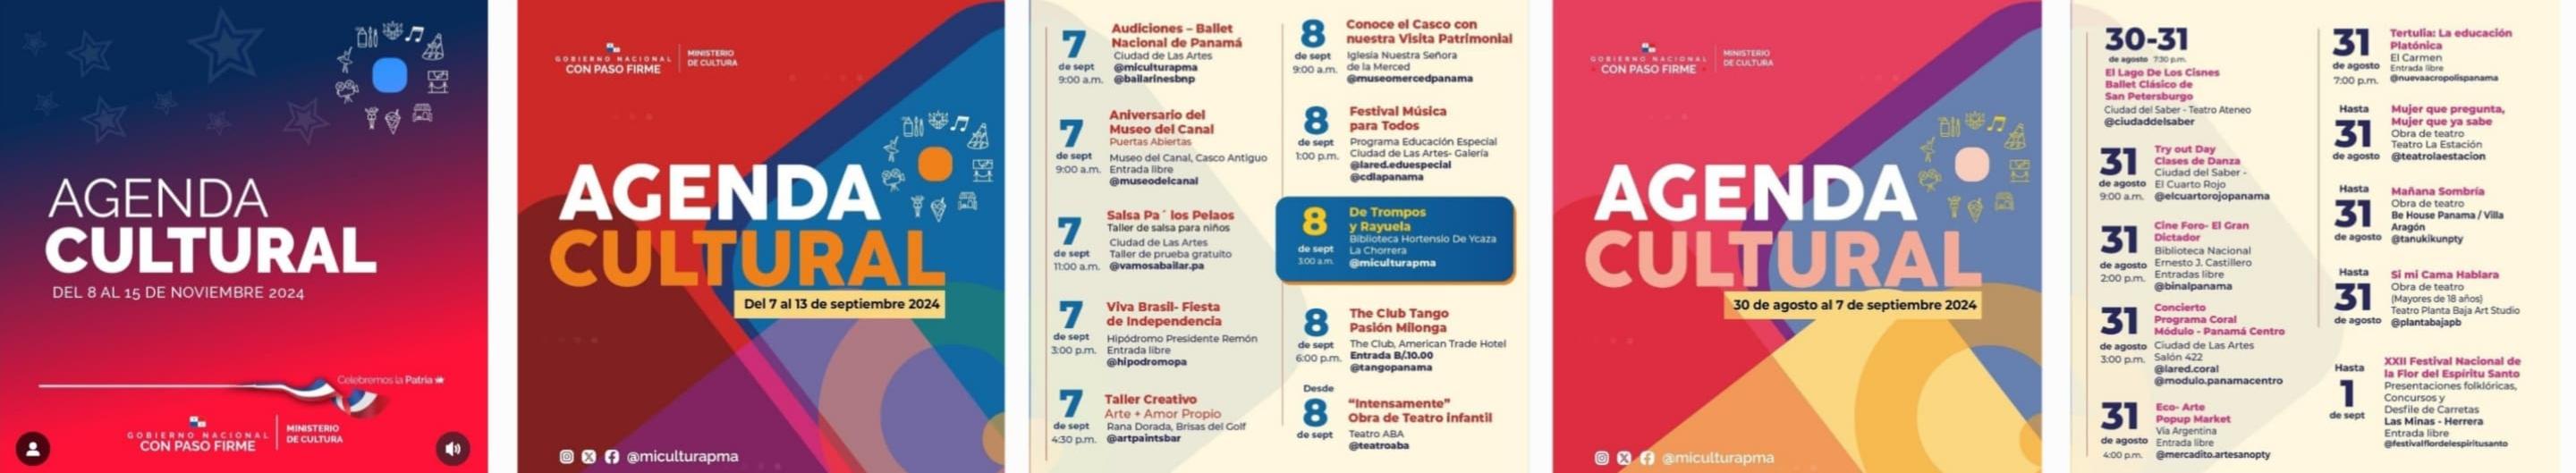 AGENDA
CULTURAL
DEL 8 AL 15 DE NOVIEMBRE 2024
Celebremos la Patria
GOBIERNO NACIONAL
CON PASO FIRME
MINISTERIO
DE CULTURA
GOBIERNO NACIONAL
CON PASO FIRME
MINISTERIO
DE CULTURA
AGENDA
CULTURAL
Del 7 al 13 de septiembre 2024
@miculturapma
7
de sept
9:00 a.m.
Audiciones – Ballet
Nacional de Panamá
Ciudad de Las Artes
@miculturapma
@bailarinesbnp
7
de sept
9:00 a.m.
Aniversario del
Museo del Canal
Puertas Abiertas
Museo del Canal, Casco Antiguo
Entrada libre
@museodelcanal
7
de sept
11:00 a.m.
Salsa Pa´ los Pelaos
Taller de salsa para niños
Ciudad de Las Artes
Taller de prueba gratuito
@vamosabailar.pa
7
de sept
3:00 p.m.
Viva Brasil- Fiesta
de Independencia
Hipódromo Presidente Remón
Entrada libre
@hipodromopa
7
de sept
4:30 p.m.
Taller Creativo
Arte + Amor Propio
Rana Dorada, Brisas del Golf
@artpaintsbar
8
de sept
9:00 a.m.
Conoce el Casco con
nuestra Visita Patrimonial
Iglesia Nuestra Señora
de la Merced
@museomercedpanama
8
de sept
1:00 p.m.
Festival Música
para Todos
Programa Educación Especial
Ciudad de Las Artes- Galería
@lared.eduespecial
@cdlapanama
8
de sept
3:00 a.m.
De Trompos
y Rayuela
Biblioteca Hortensio De Ycaza
La Chorrera
@miculturapma
8
de sept
6:00 p.m.
The Club Tango
Pasión Milonga
The Club, American Trade Hotel
Entrada B/.10.00
@tangopanama
Desde
8
de sept
“Intensamente”
Obra de Teatro infantil
Teatro ABA
@teatroaba
GOBIERNO NACIONAL
CON PASO FIRME
MINISTERIO
DE CULTURA
AGENDA
CULTURAL
30 de agosto al 7 de septiembre 2024
@miculturapma
30-31
de agosto 7:30 p.m.
El Lago De Los Cisnes
Ballet Clásico de
San Petersburgo
Ciudad del Saber - Teatro Ateneo
@ciudaddelsaber
31
de agosto
9:00 a.m.
Try out Day
Clases de Danza
Ciudad del Saber -
El Cuarto Rojo
@elcuartorojopanama
31
de agosto
2:00 p.m.
Cine Foro- El Gran
Dictador
Biblioteca Nacional
Ernesto J. Castillero
Entradas libre
@binalpanama
31
de agosto
3:00 p.m.
Concierto
Programa Coral
Módulo - Panamá Centro
Ciudad de Las Artes
Salón 422
@lared.coral
@modulo.panamacentro
31
de agosto
4:00 p.m.
Eco- Arte
Popup Market
Vía Argentina
Entrada libre
@mercadito.artesanopty
31
de agosto
7:00 p.m.
Tertulia: La educación
Platónica
El Carmen
Entrada libre
@nuevaacropolispanama
Hasta
31
de agosto
Mujer que pregunta,
Mujer que ya sabe
Obra de teatro
Teatro La Estación
@teatrolaestacion
Hasta
31
de agosto
Mañana Sombría
Obra de teatro
Be House Panama / Villa
Aragón
@tanukikunpty
Hasta
31
de agosto
Si mi Cama Hablara
Obra de teatro
(Mayores de 18 años)
Teatro Planta Baja Art Studio
@plantabajapb
Hasta
1
de sept
XXII Festival Nacional de
la Flor del Espíritu Santo
Presentaciones folklóricas,
Concursos y
Desfile de Carretas
Las Minas - Herrera
Entrada libre
@festivalflordelespiritusanto